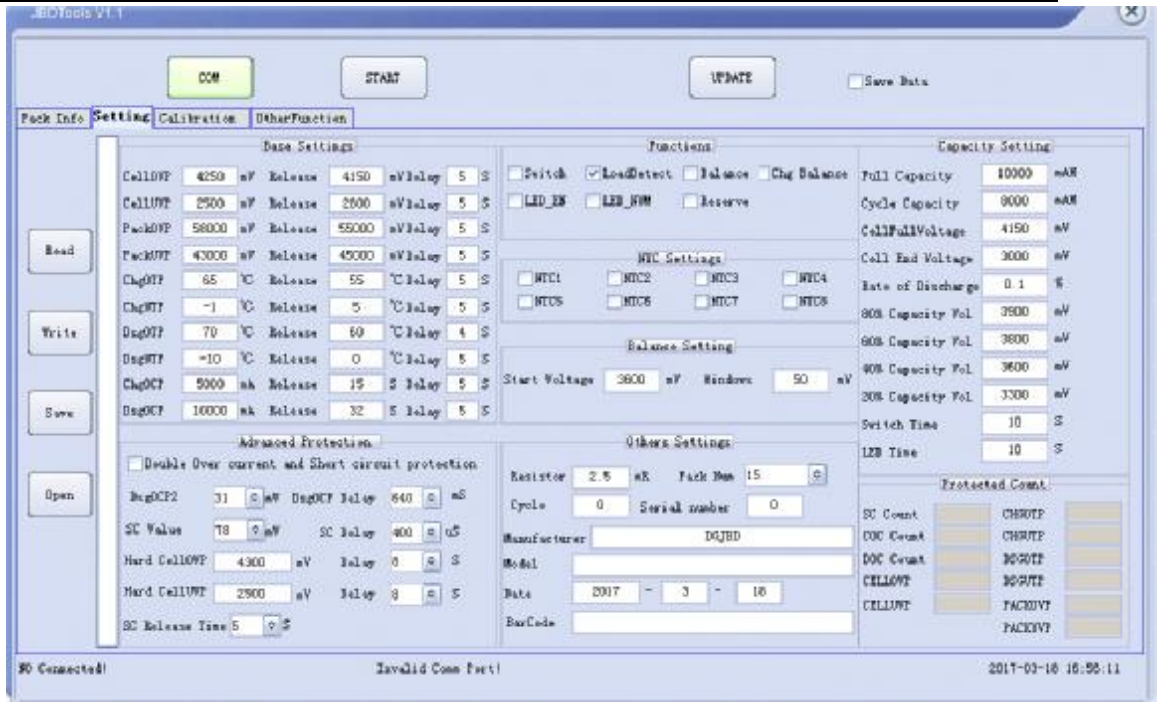 JBDTools V1.1
COM START UPDATE Save Data
Pack Info Setting Calibration OtherFunction
Read
Write
Save
Open
Base Settings
CellOVP 4250 mV Release 4150 mV Delay 5 S
CellUVP 2500 mV Release 2800 mV Delay 5 S
PackOVP 58000 mV Release 55000 mV Delay 5 S
PackUVP 43000 mV Release 45000 mV Delay 5 S
ChgOTP 65 ℃ Release 55 ℃ Delay 5 S
ChgUTP -1 ℃ Release 5 ℃ Delay 5 S
DsgOTP 70 ℃ Release 60 ℃ Delay 4 S
DsgUTP -10 ℃ Release 0 ℃ Delay 5 S
ChgOCP 5000 mA Release 15 S Delay 5 S
DsgOCP 10000 mA Release 32 S Delay 5 S
Advanced Protection
Double Over current and Short circuit protection
DsgOCP2 31 mV DsgOCP Delay 640 mS
SC Value 78 mV SC Delay 400 uS
Hard CellOVP 4300 mV Delay 8 S
Hard CellUVP mV Delay 8 S
SC Release Time 5 S
Functions
Switch LoadDetect Balance Chg Balance
LED_EN LED_NUM Reserve
NTC Settings
NTC1 NTC2 NTC3 NTC4
NTC5 NTC6 NTC7 NTC8
Balance Setting
Start Voltage 3600 mV Windows 50 mV
Others Settings
Resistor 2.5 mR Pack Num 15
Cycle 0 Serial number 0
Manufacturer DGJBD
Model
Date 2017 - 3 - 18
BarCode
Capacity Setting
Full Capacity 10000 mAH
Cycle Capacity 8000 mAH
CellFullVoltage 4150 mV
Cell End Voltage 3000 mV
Rate of Discharge 0.1 %
80% Capacity Vol 3900 mV
60% Capacity Vol 3800 mV
40% Capacity Vol 3600 mV
20% Capacity Vol 3300 mV
Switch Time 10 S
LED Time 10 S
Protected Count
SC Count CHGOTP
COC Count CHGUTP
DOC Count DSGOTP
CELLOVP DSGUTP
CELLUVP PACKOVP
PACKUVP
NO Connected! Invalid Comm Port! 2017-03-18 16:56:11